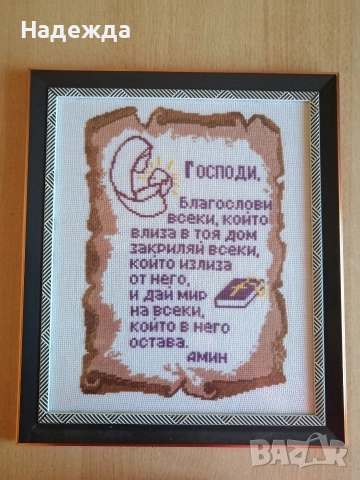 Надежда
Господи,
Благослови
всеки, който
влиза в тоя дом
закриляй всеки,
който излиза
от него,
и дай мир
на всеки,
който в него
остава.
Амин
BAZAR